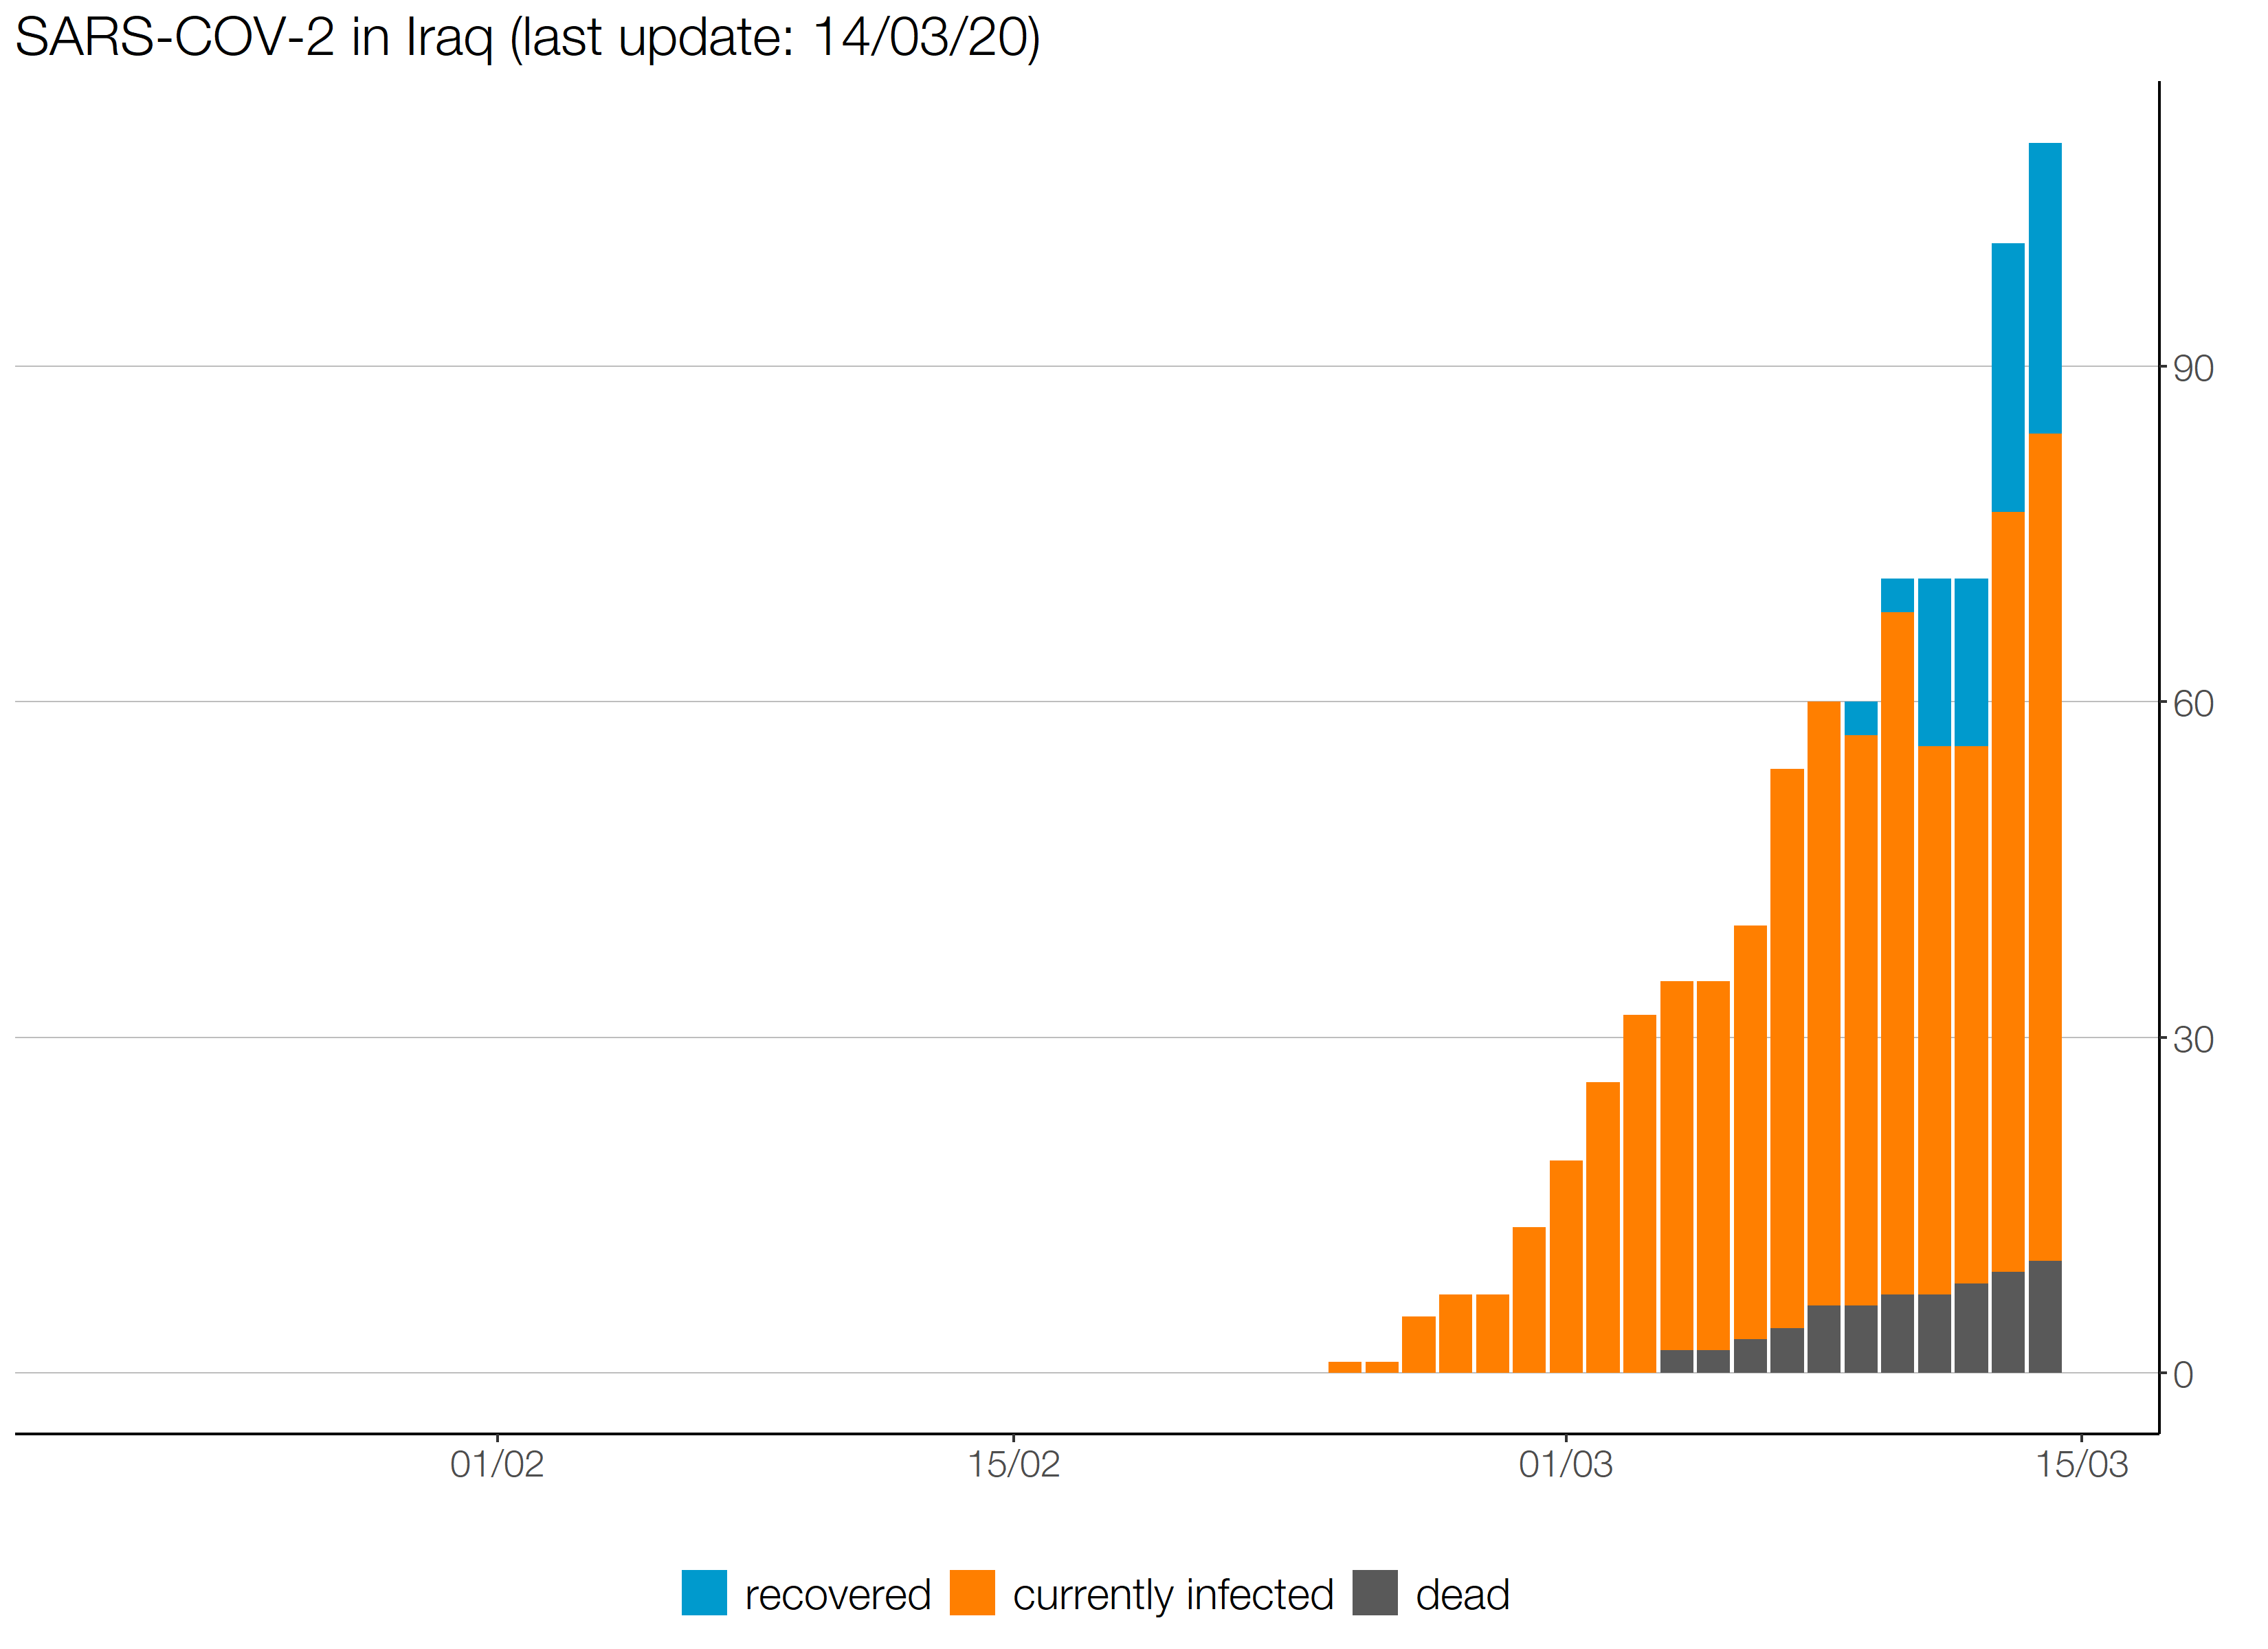 SARS-COV-2 in Iraq (last update: 14/03/20)
90
60
30
0
01/02 15/02 01/03 15/03
recovered currently infected dead